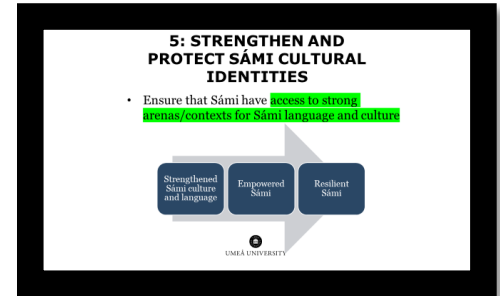 5: STRENGTHEN AND
PROTECT SÁMI CULTURAL
IDENTITIES
• Ensure that Sámi have access to strong
arenas/contexts for Sámi language and culture
Strengthened
Sámi culture
and language
Empowered
Sámi
Resilient
Sámi
UMEÅ UNIVERSITY